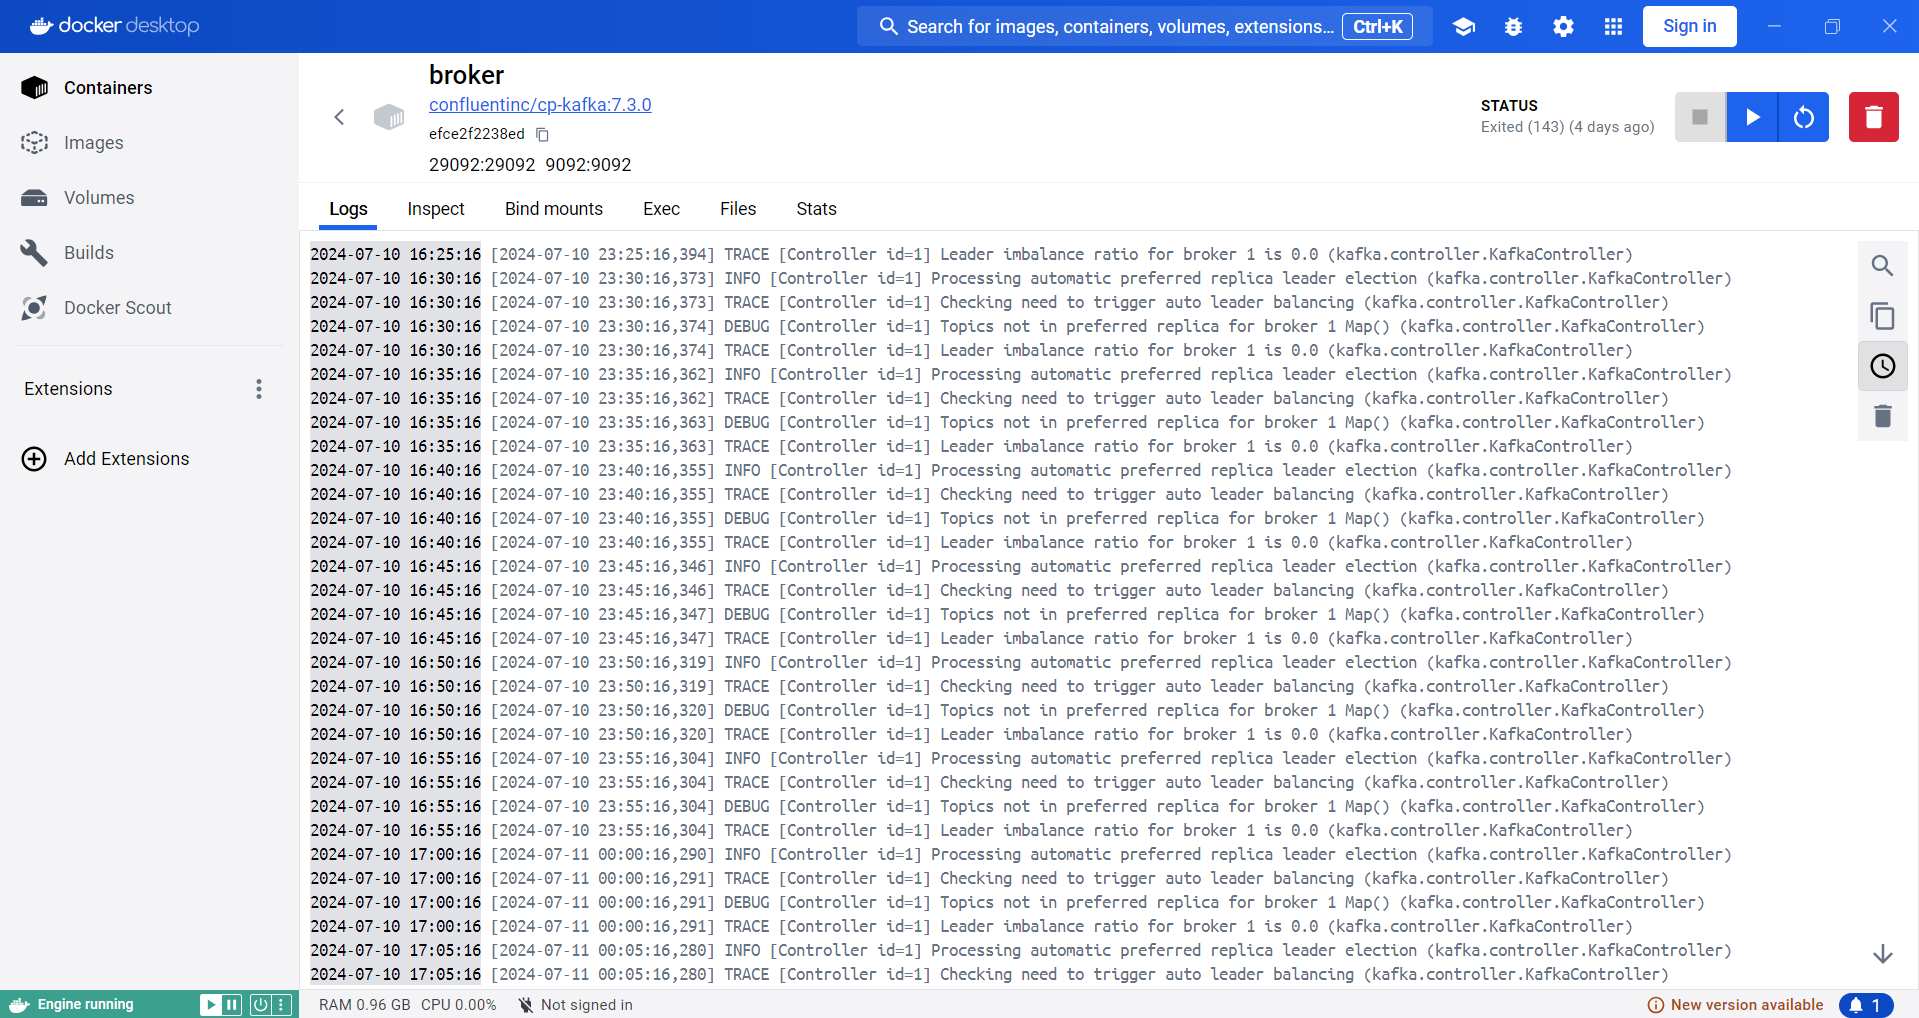 docker desktop
Search for images, containers, volumes, extensions... Ctrl+K
Sign in
Containers
Images
Volumes
Builds
Docker Scout
Extensions
Add Extensions
broker
confluentinc/cp-kafka:7.3.0
efce2f2238ed
29092:29092 9092:9092
STATUS
Exited (143) (4 days ago)
Logs Inspect Bind mounts Exec Files Stats
2024-07-10 16:25:16 [2024-07-10 23:25:16,394] TRACE [Controller id=1] Leader imbalance ratio for broker 1 is 0.0 (kafka.controller.KafkaController)
2024-07-10 16:30:16 [2024-07-10 23:30:16,373] INFO [Controller id=1] Processing automatic preferred replica leader election (kafka.controller.KafkaController)
2024-07-10 16:30:16 [2024-07-10 23:30:16,373] TRACE [Controller id=1] Checking need to trigger auto leader balancing (kafka.controller.KafkaController)
2024-07-10 16:30:16 [2024-07-10 23:30:16,374] DEBUG [Controller id=1] Topics not in preferred replica for broker 1 Map() (kafka.controller.KafkaController)
2024-07-10 16:30:16 [2024-07-10 23:30:16,374] TRACE [Controller id=1] Leader imbalance ratio for broker 1 is 0.0 (kafka.controller.KafkaController)
2024-07-10 16:35:16 [2024-07-10 23:35:16,362] INFO [Controller id=1] Processing automatic preferred replica leader election (kafka.controller.KafkaController)
2024-07-10 16:35:16 [2024-07-10 23:35:16,362] TRACE [Controller id=1] Checking need to trigger auto leader balancing (kafka.controller.KafkaController)
2024-07-10 16:35:16 [2024-07-10 23:35:16,363] DEBUG [Controller id=1] Topics not in preferred replica for broker 1 Map() (kafka.controller.KafkaController)
2024-07-10 16:35:16 [2024-07-10 23:35:16,363] TRACE [Controller id=1] Leader imbalance ratio for broker 1 is 0.0 (kafka.controller.KafkaController)
2024-07-10 16:40:16 [2024-07-10 23:40:16,355] INFO [Controller id=1] Processing automatic preferred replica leader election (kafka.controller.KafkaController)
2024-07-10 16:40:16 [2024-07-10 23:40:16,355] TRACE [Controller id=1] Checking need to trigger auto leader balancing (kafka.controller.KafkaController)
2024-07-10 16:40:16 [2024-07-10 23:40:16,355] DEBUG [Controller id=1] Topics not in preferred replica for broker 1 Map() (kafka.controller.KafkaController)
2024-07-10 16:40:16 [2024-07-10 23:40:16,355] TRACE [Controller id=1] Leader imbalance ratio for broker 1 is 0.0 (kafka.controller.KafkaController)
2024-07-10 16:45:16 [2024-07-10 23:45:16,346] INFO [Controller id=1] Processing automatic preferred replica leader election (kafka.controller.KafkaController)
2024-07-10 16:45:16 [2024-07-10 23:45:16,346] TRACE [Controller id=1] Checking need to trigger auto leader balancing (kafka.controller.KafkaController)
2024-07-10 16:45:16 [2024-07-10 23:45:16,347] DEBUG [Controller id=1] Topics not in preferred replica for broker 1 Map() (kafka.controller.KafkaController)
2024-07-10 16:45:16 [2024-07-10 23:45:16,347] TRACE [Controller id=1] Leader imbalance ratio for broker 1 is 0.0 (kafka.controller.KafkaController)
2024-07-10 16:50:16 [2024-07-10 23:50:16,319] INFO [Controller id=1] Processing automatic preferred replica leader election (kafka.controller.KafkaController)
2024-07-10 16:50:16 [2024-07-10 23:50:16,319] TRACE [Controller id=1] Checking need to trigger auto leader balancing (kafka.controller.KafkaController)
2024-07-10 16:50:16 [2024-07-10 23:50:16,320] DEBUG [Controller id=1] Topics not in preferred replica for broker 1 Map() (kafka.controller.KafkaController)
2024-07-10 16:50:16 [2024-07-10 23:50:16,320] TRACE [Controller id=1] Leader imbalance ratio for broker 1 is 0.0 (kafka.controller.KafkaController)
2024-07-10 16:55:16 [2024-07-10 23:55:16,304] INFO [Controller id=1] Processing automatic preferred replica leader election (kafka.controller.KafkaController)
2024-07-10 16:55:16 [2024-07-10 23:55:16,304] TRACE [Controller id=1] Checking need to trigger auto leader balancing (kafka.controller.KafkaController)
2024-07-10 16:55:16 [2024-07-10 23:55:16,304] DEBUG [Controller id=1] Topics not in preferred replica for broker 1 Map() (kafka.controller.KafkaController)
2024-07-10 16:55:16 [2024-07-10 23:55:16,304] TRACE [Controller id=1] Leader imbalance ratio for broker 1 is 0.0 (kafka.controller.KafkaController)
2024-07-10 17:00:16 [2024-07-11 00:00:16,290] INFO [Controller id=1] Processing automatic preferred replica leader election (kafka.controller.KafkaController)
2024-07-10 17:00:16 [2024-07-11 00:00:16,291] TRACE [Controller id=1] Checking need to trigger auto leader balancing (kafka.controller.KafkaController)
2024-07-10 17:00:16 [2024-07-11 00:00:16,291] DEBUG [Controller id=1] Topics not in preferred replica for broker 1 Map() (kafka.controller.KafkaController)
2024-07-10 17:00:16 [2024-07-11 00:00:16,291] TRACE [Controller id=1] Leader imbalance ratio for broker 1 is 0.0 (kafka.controller.KafkaController)
2024-07-10 17:05:16 [2024-07-11 00:05:16,280] INFO [Controller id=1] Processing automatic preferred replica leader election (kafka.controller.KafkaController)
2024-07-10 17:05:16 [2024-07-11 00:05:16,280] TRACE [Controller id=1] Checking need to trigger auto leader balancing (kafka.controller.KafkaController)
Engine running
RAM 0.96 GB CPU 0.00% Not signed in
New version available 1